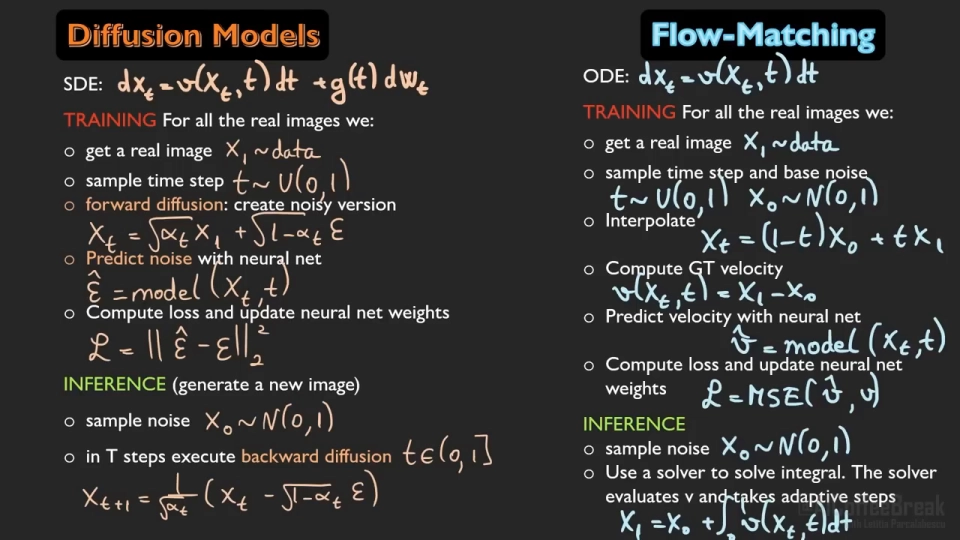 Diffusion Models
SDE: dx_t = v(x_t, t) dt + g(t) dw_t
TRAINING For all the real images we:
○ get a real image x_1 ~ data
○ sample time step t ~ U(0,1)
○ forward diffusion: create noisy version
x_t = √α_t x_1 + √1-α_t ε
○ Predict noise with neural net
ε̂ = model(x_t, t)
○ Compute loss and update neural net weights
ℒ = ||ε̂ - ε||²₂
INFERENCE (generate a new image)
○ sample noise x_0 ~ N(0,1)
○ in T steps execute backward diffusion t ∈ (0,1]
x_{t+1} = 1/√α_t (x_t - √1-α_t ε)
Flow-Matching
ODE: dx_t = v(x_t, t) dt
TRAINING For all the real images we:
○ get a real image x_1 ~ data
○ sample time step and base noise
t ~ U(0,1) x_0 ~ N(0,1)
○ Interpolate
x_t = (1-t)x_0 + t x_1
○ Compute GT velocity
v(x_t, t) = x_1 - x_0
○ Predict velocity with neural net
v̂ = model(x_t, t)
○ Compute loss and update neural net
weights ℒ = MSE(v̂, v)
INFERENCE
○ sample noise x_0 ~ N(0,1)
○ Use a solver to solve integral. The solver
evaluates v and takes adaptive steps
x_1 = x_0 + ∫₀¹ v(x_t, t) dt